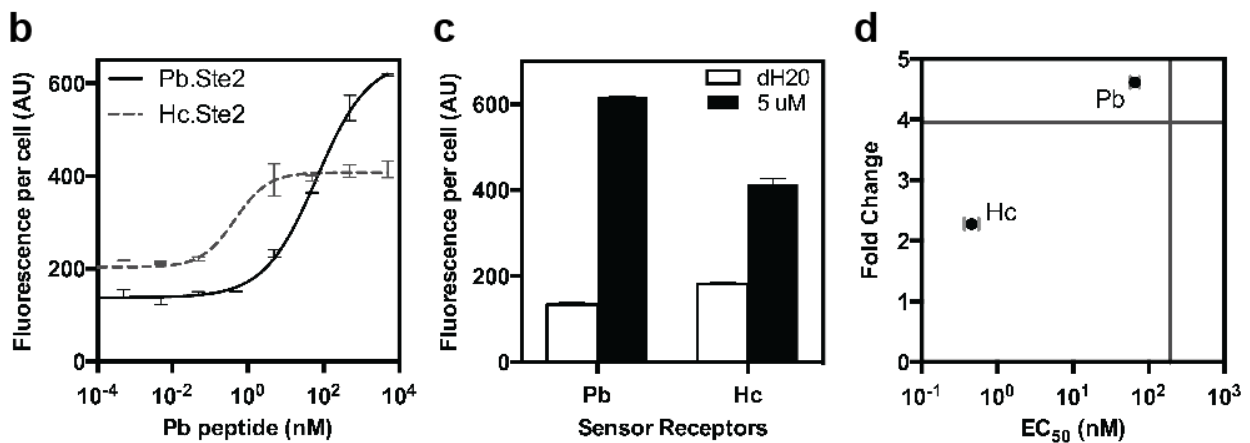 b
Fluorescence per cell (AU)
600
400
200
0
Pb.Ste2
Hc.Ste2
10⁻⁴ 10⁻² 10⁰ 10² 10⁴
Pb peptide (nM)
c
Fluorescence per cell (AU)
600
400
200
0
dH20
5 uM
Pb Hc
Sensor Receptors
d
Fold Change
5
4
3
2
1
0
Pb
Hc
10⁻¹ 10⁰ 10¹ 10² 10³
EC₅₀ (nM)